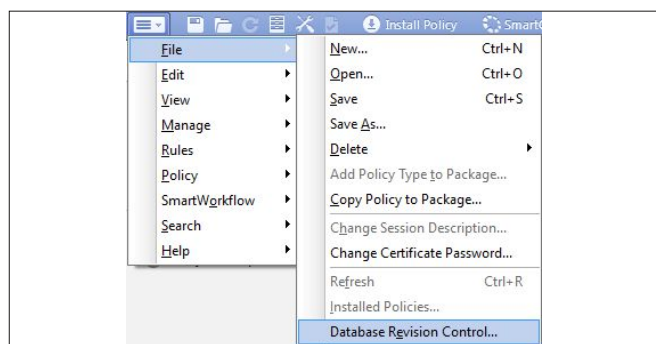 Install Policy SmartC
File
Edit
View
Manage
Rules
Policy
SmartWorkflow
Search
Help
New... Ctrl+N
Open... Ctrl+O
Save Ctrl+S
Save As...
Delete
Add Policy Type to Package...
Copy Policy to Package...
Change Session Description...
Change Certificate Password...
Refresh Ctrl+R
Installed Policies...
Database Revision Control...